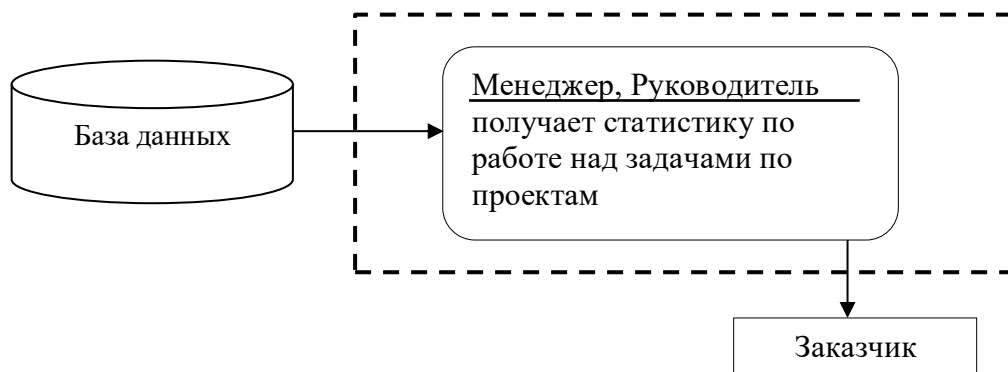 База данных
Менеджер, Руководитель
получает статистику по
работе над задачами по
проектам
Заказчик